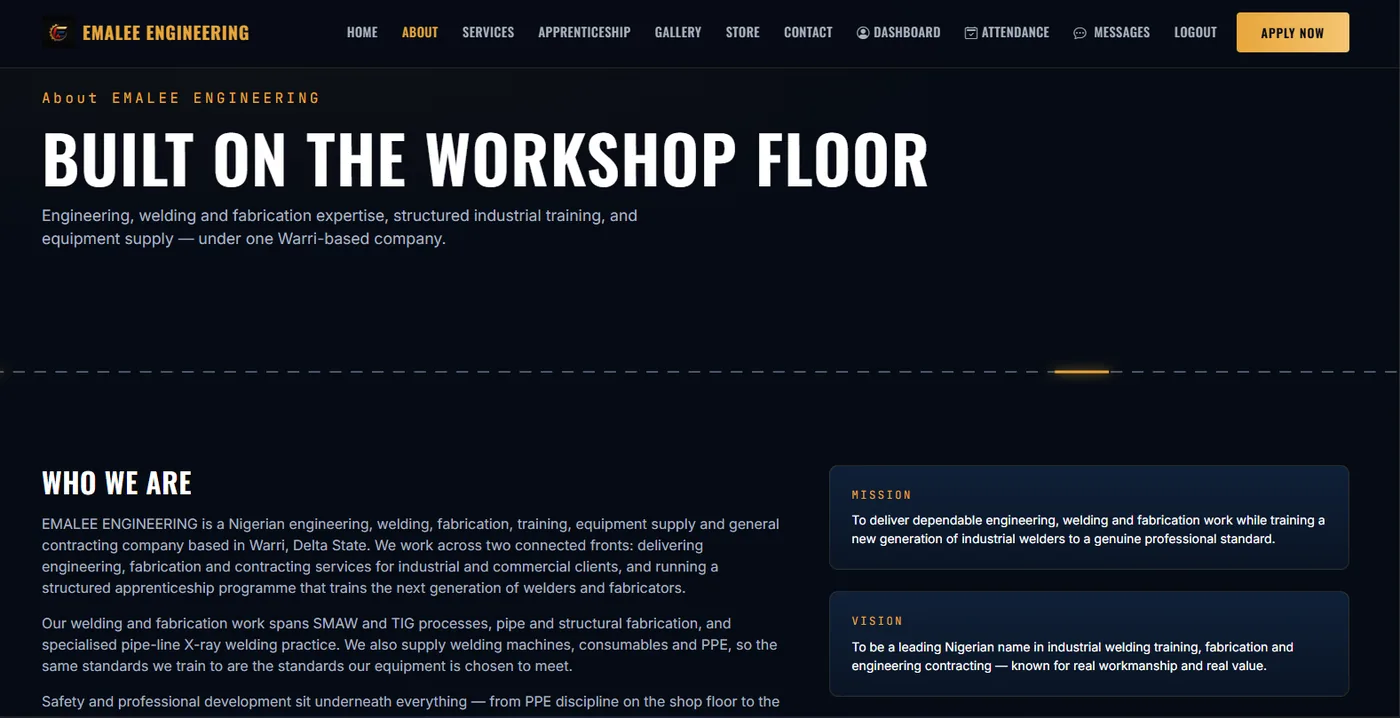 EMALEE ENGINEERING
HOME ABOUT SERVICES APPRENTICESHIP GALLERY STORE CONTACT DASHBOARD ATTENDANCE MESSAGES LOGOUT APPLY NOW
About EMALEE ENGINEERING
BUILT ON THE WORKSHOP FLOOR
Engineering, welding and fabrication expertise, structured industrial training, and
equipment supply — under one Warri-based company.
WHO WE ARE
EMALEE ENGINEERING is a Nigerian engineering, welding, fabrication, training, equipment supply and general
contracting company based in Warri, Delta State. We work across two connected fronts: delivering
engineering, fabrication and contracting services for industrial and commercial clients, and running a
structured apprenticeship programme that trains the next generation of welders and fabricators.
Our welding and fabrication work spans SMAW and TIG processes, pipe and structural fabrication, and
specialised pipe-line X-ray welding practice. We also supply welding machines, consumables and PPE, so the
same standards we train to are the standards our equipment is chosen to meet.
Safety and professional development sit underneath everything — from PPE discipline on the shop floor to the
MISSION
To deliver dependable engineering, welding and fabrication work while training a
new generation of industrial welders to a genuine professional standard.
VISION
To be a leading Nigerian name in industrial welding training, fabrication and
engineering contracting — known for real workmanship and real value.